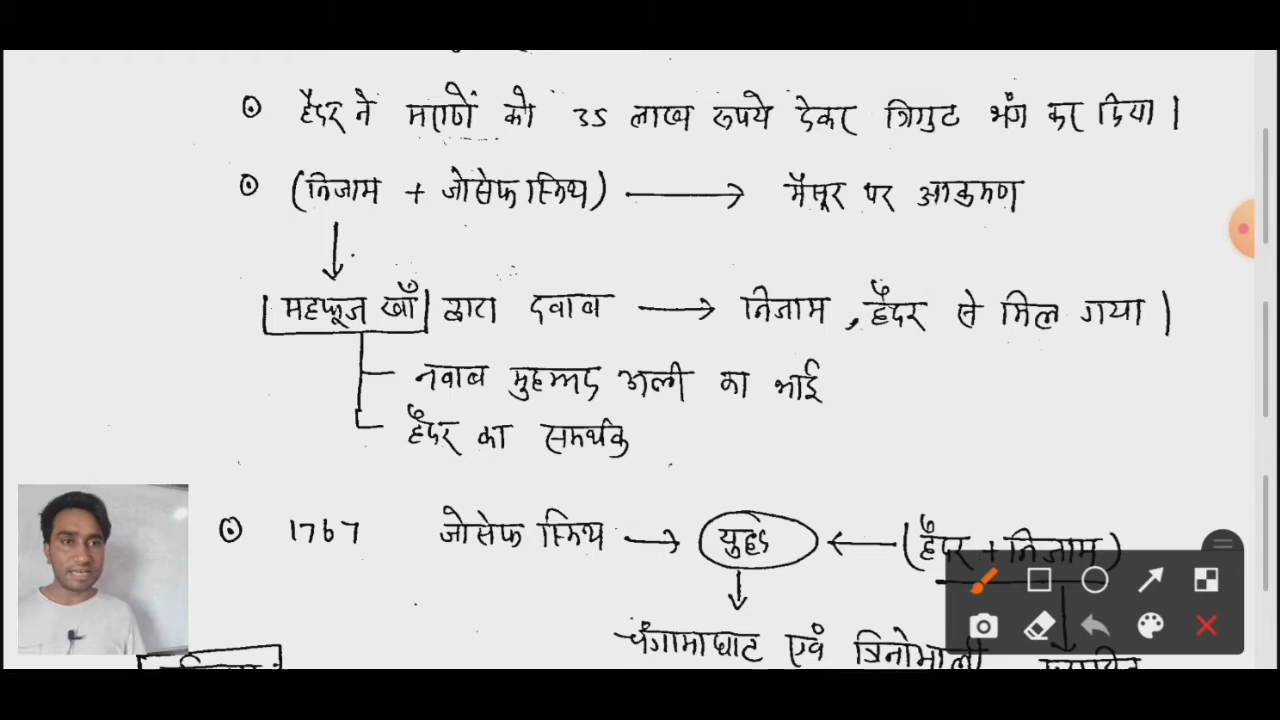 ⊙ हैदर ने मराठों को 35 लाख रुपये देकर त्रिगुट भंग कर दिया।
⊙ (निजाम + जोसेफ स्मिथ) → मैसूर पर आक्रमण
↓
महफूज खाँ द्वारा दवाब → निजाम, हैदर से मिल गया।
नवाब मुहम्मद अली का भाई
हैदर का समर्थक
⊙ 1767 जोसेफ स्मिथ → युद्ध ← (हैदर + निजाम)
↓
चंगामाघाट एवं त्रिनोमाली